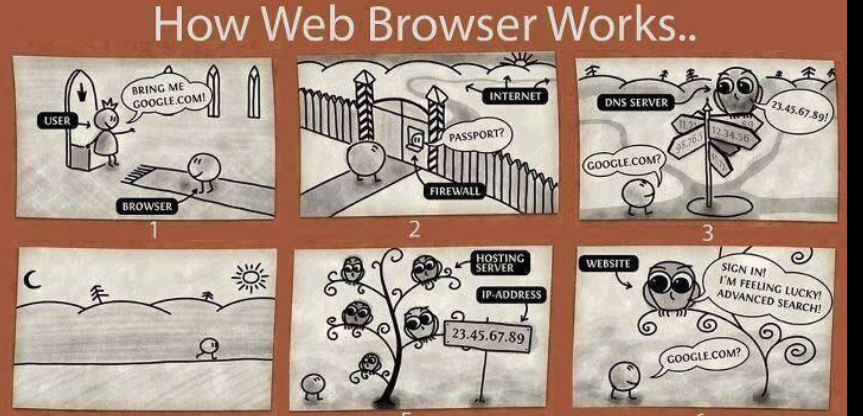 How Web Browser Works..
USER
BRING ME
GOOGLE.COM!
BROWSER
1
INTERNET
PASSPORT?
FIREWALL
2
DNS SERVER
23.45.67.89!
12.34.56
98.76.5
GOOGLE.COM?
3
HOSTING
SERVER
IP-ADDRESS
23.45.67.89
WEBSITE
SIGN IN!
I'M FEELING LUCKY!
ADVANCED SEARCH!
GOOGLE.COM?